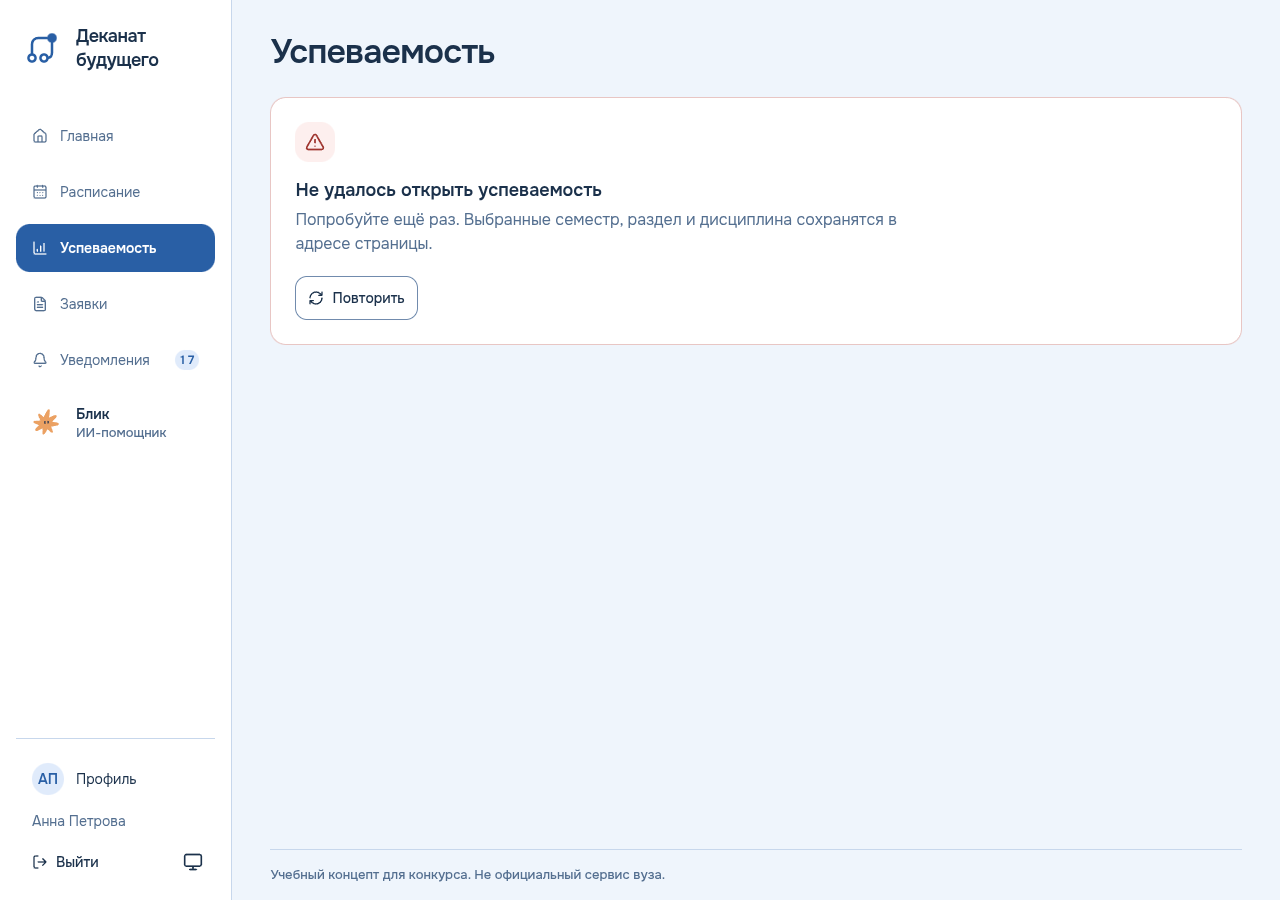 Деканат
будущего
Главная
Расписание
Успеваемость
Заявки
Уведомления 17
Блик
ИИ-помощник
АП Профиль
Анна Петрова
Выйти
Успеваемость
Не удалось открыть успеваемость
Попробуйте ещё раз. Выбранные семестр, раздел и дисциплина сохранятся в
адресе страницы.
Повторить
Учебный концепт для конкурса. Не официальный сервис вуза.